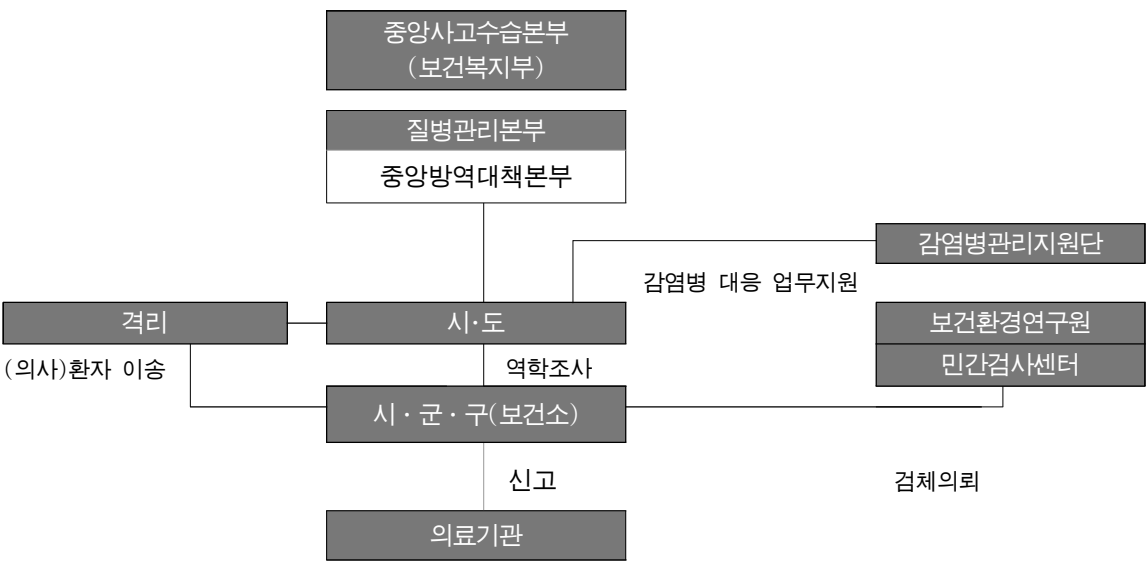 중앙사고수습본부
(보건복지부)
질병관리본부
중앙방역대책본부
감염병관리지원단
감염병 대응 업무지원
격리
시·도
보건환경연구원
(의사)환자 이송
역학조사
민간검사센터
시·군·구(보건소)
신고
검체의뢰
의료기관